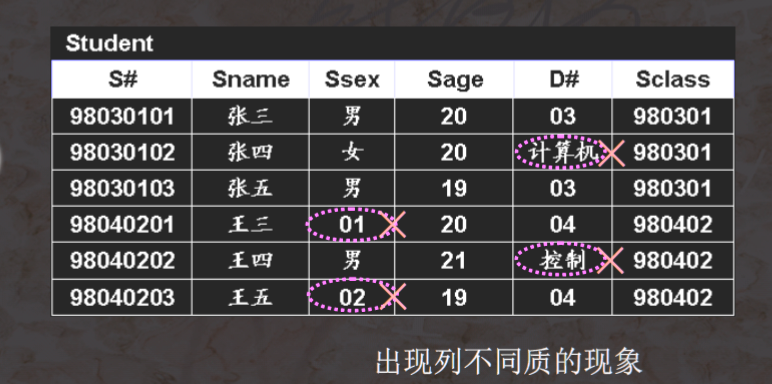 Student
S# Sname Ssex Sage D# Sclass
98030101 张三 男 20 03 980301
98030102 张四 女 20 计算机 980301
98030103 张五 男 19 03 980301
98040201 王三 01 20 04 980402
98040202 王四 男 21 控制 980402
98040203 王五 02 19 04 980402
出现列不同质的现象